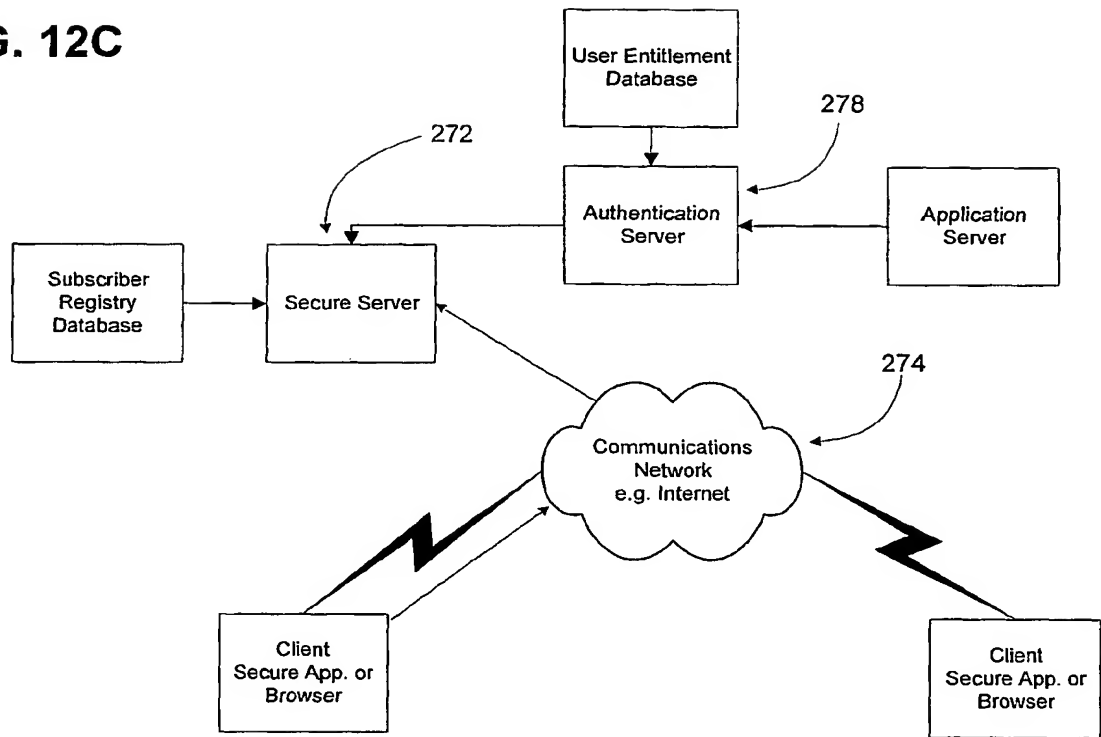 G. 12C
User Entitlement
Database
278
272
Authentication
Server
Application
Server
Subscriber
Registry
Database
Secure Server
274
Communications
Network
e.g. Internet
Client
Secure App. or
Browser
Client
Secure App. or
Browser